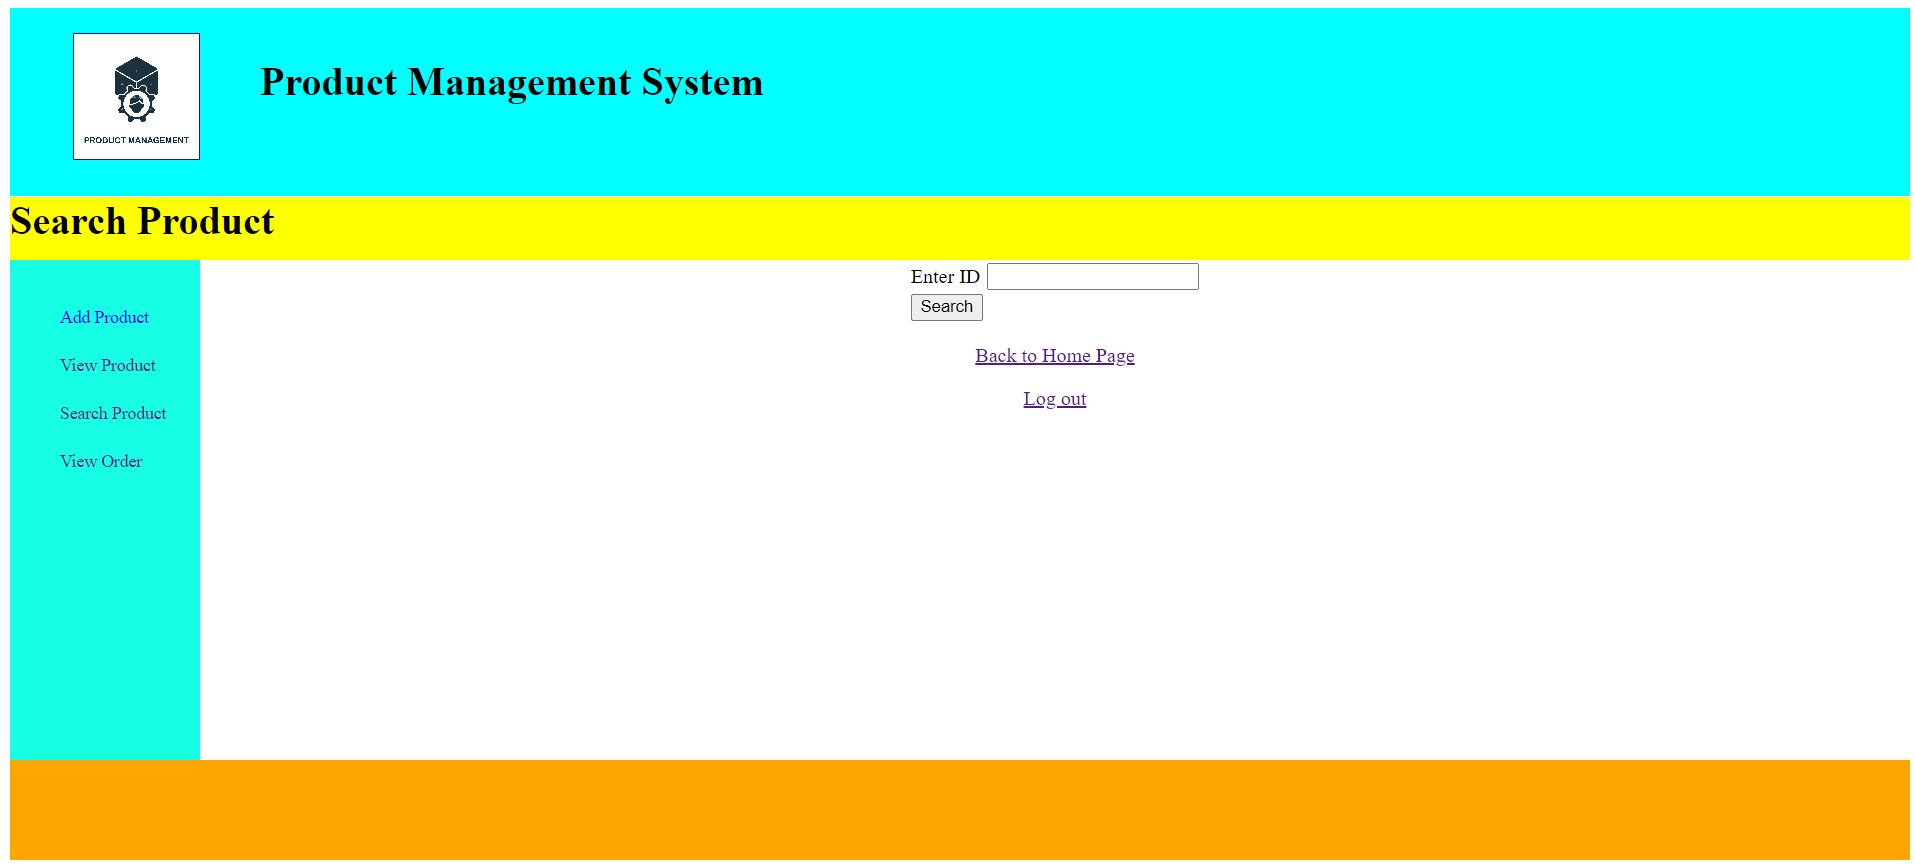 PRODUCT MANAGEMENT
Product Management System
Search Product
Add Product
View Product
Search Product
View Order
Enter ID
Search
Back to Home Page
Log out